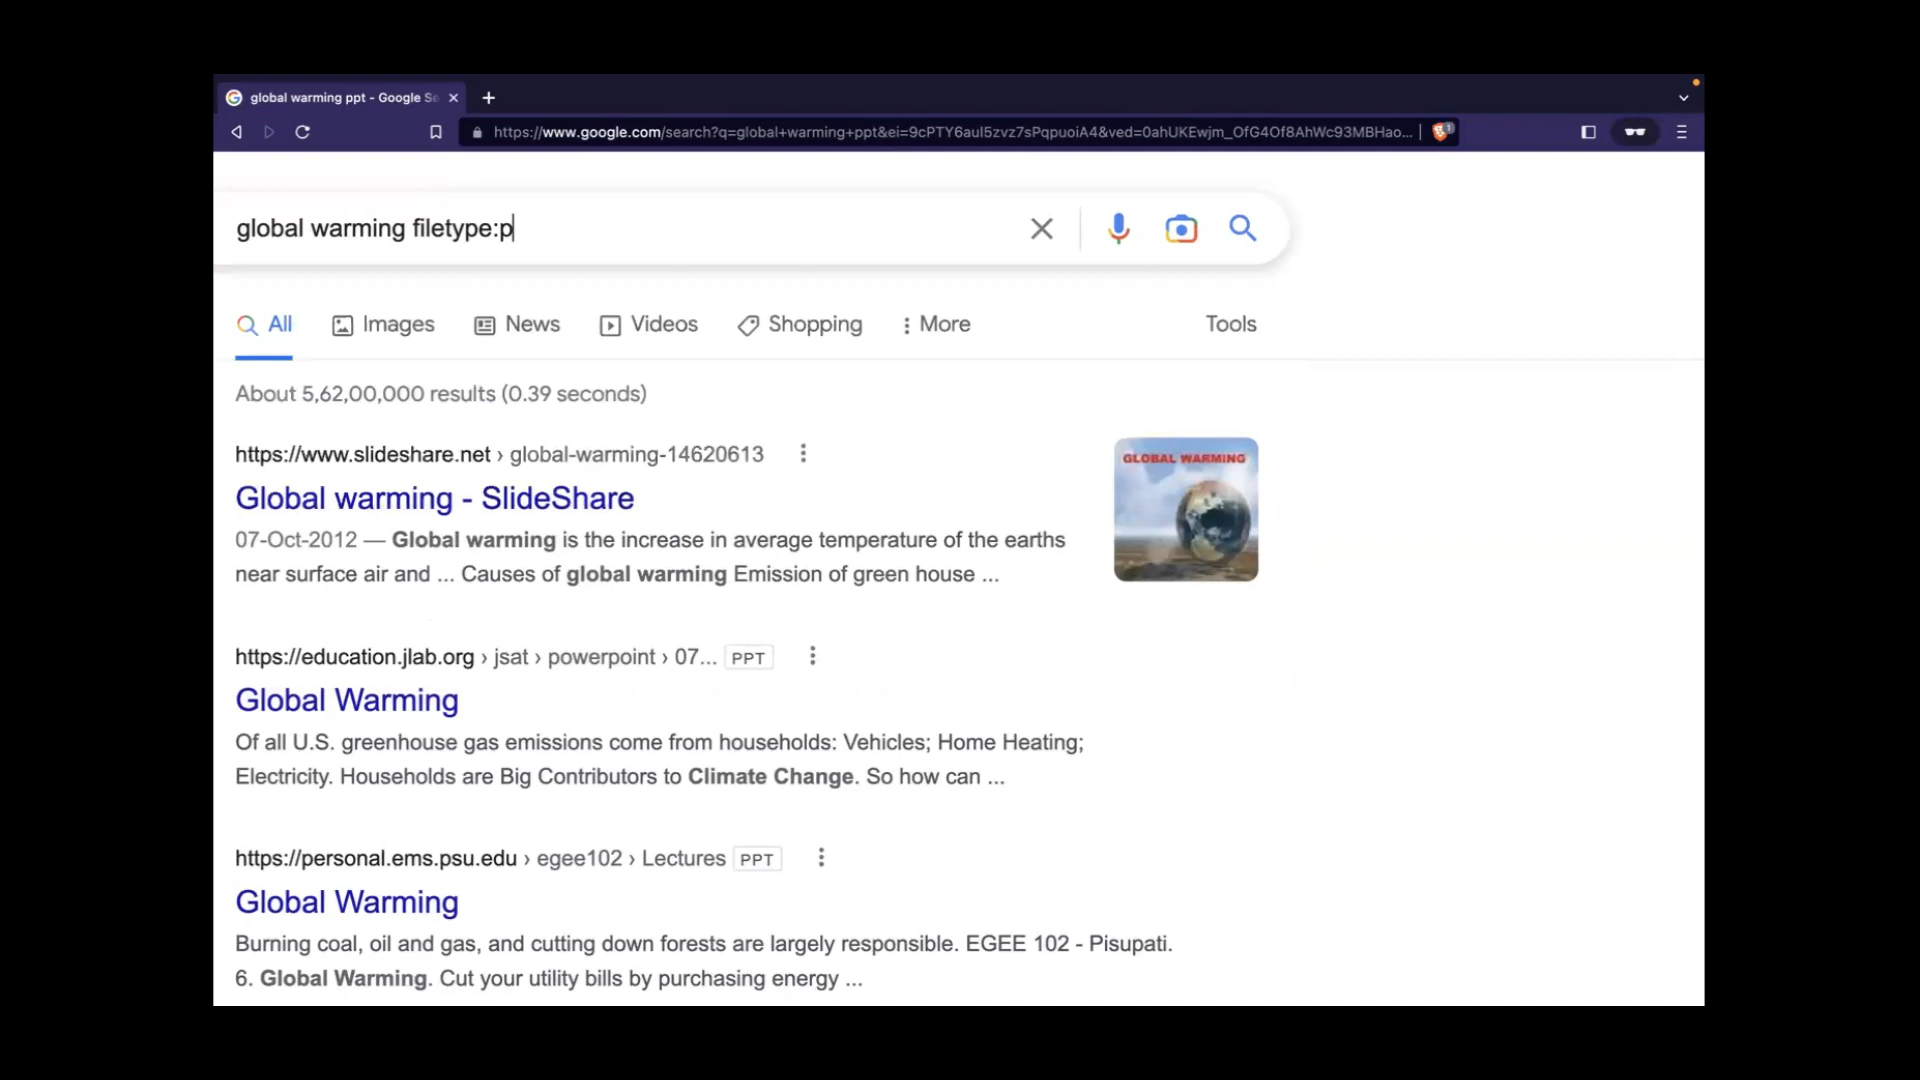 global warming ppt - Google Se
https://www.google.com/search?q=global+warming+ppt&ei=9cPTY6aul5zvz7sPqpuoiA4&ved=0ahUKEwjm_OfG4Of8AhWc93MBHao...
1
global warming filetype:p
All Images News Videos Shopping More Tools
About 5,62,00,000 results (0.39 seconds)
https://www.slideshare.net › global-warming-14620613
Global warming - SlideShare
07-Oct-2012 — Global warming is the increase in average temperature of the earths
near surface air and ... Causes of global warming Emission of green house ...
GLOBAL WARMING
https://education.jlab.org › jsat › powerpoint › 07... PPT
Global Warming
Of all U.S. greenhouse gas emissions come from households: Vehicles; Home Heating;
Electricity. Households are Big Contributors to Climate Change. So how can ...
https://personal.ems.psu.edu › egee102 › Lectures PPT
Global Warming
Burning coal, oil and gas, and cutting down forests are largely responsible. EGEE 102 - Pisupati.
6. Global Warming. Cut your utility bills by purchasing energy ...